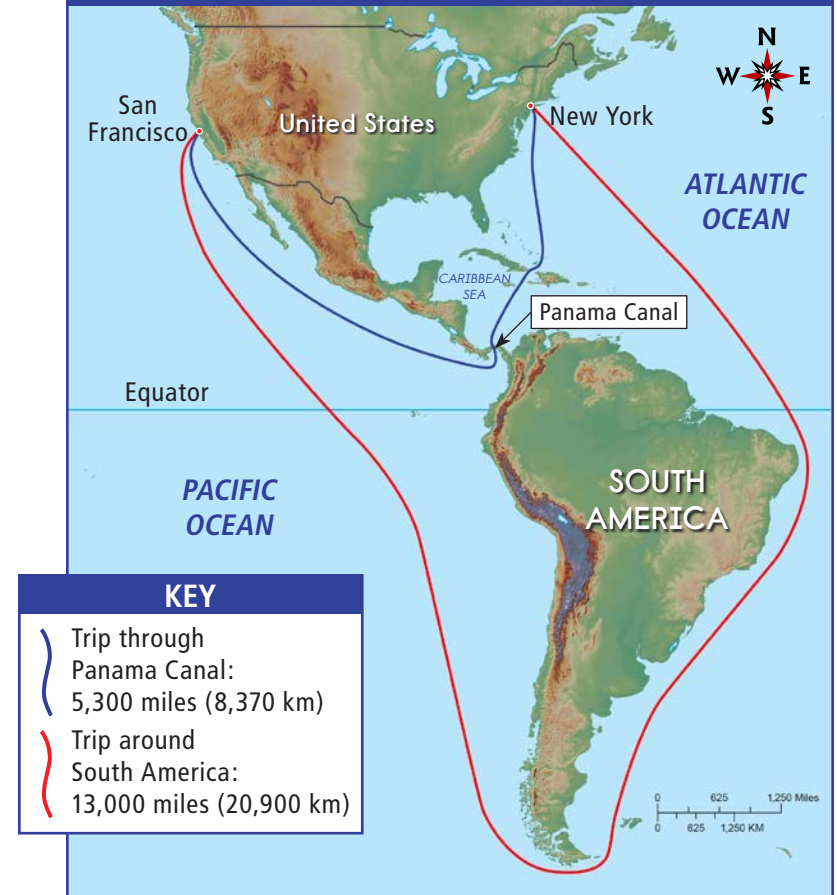 N
W E
S
San
Francisco
United States
New York
ATLANTIC
OCEAN
CARIBBEAN
SEA
Panama Canal
Equator
PACIFIC
OCEAN
SOUTH
AMERICA
KEY
Trip through
Panama Canal:
5,300 miles (8,370 km)
Trip around
South America:
13,000 miles (20,900 km)
0 625 1,250 Miles
0 625 1,250 KM